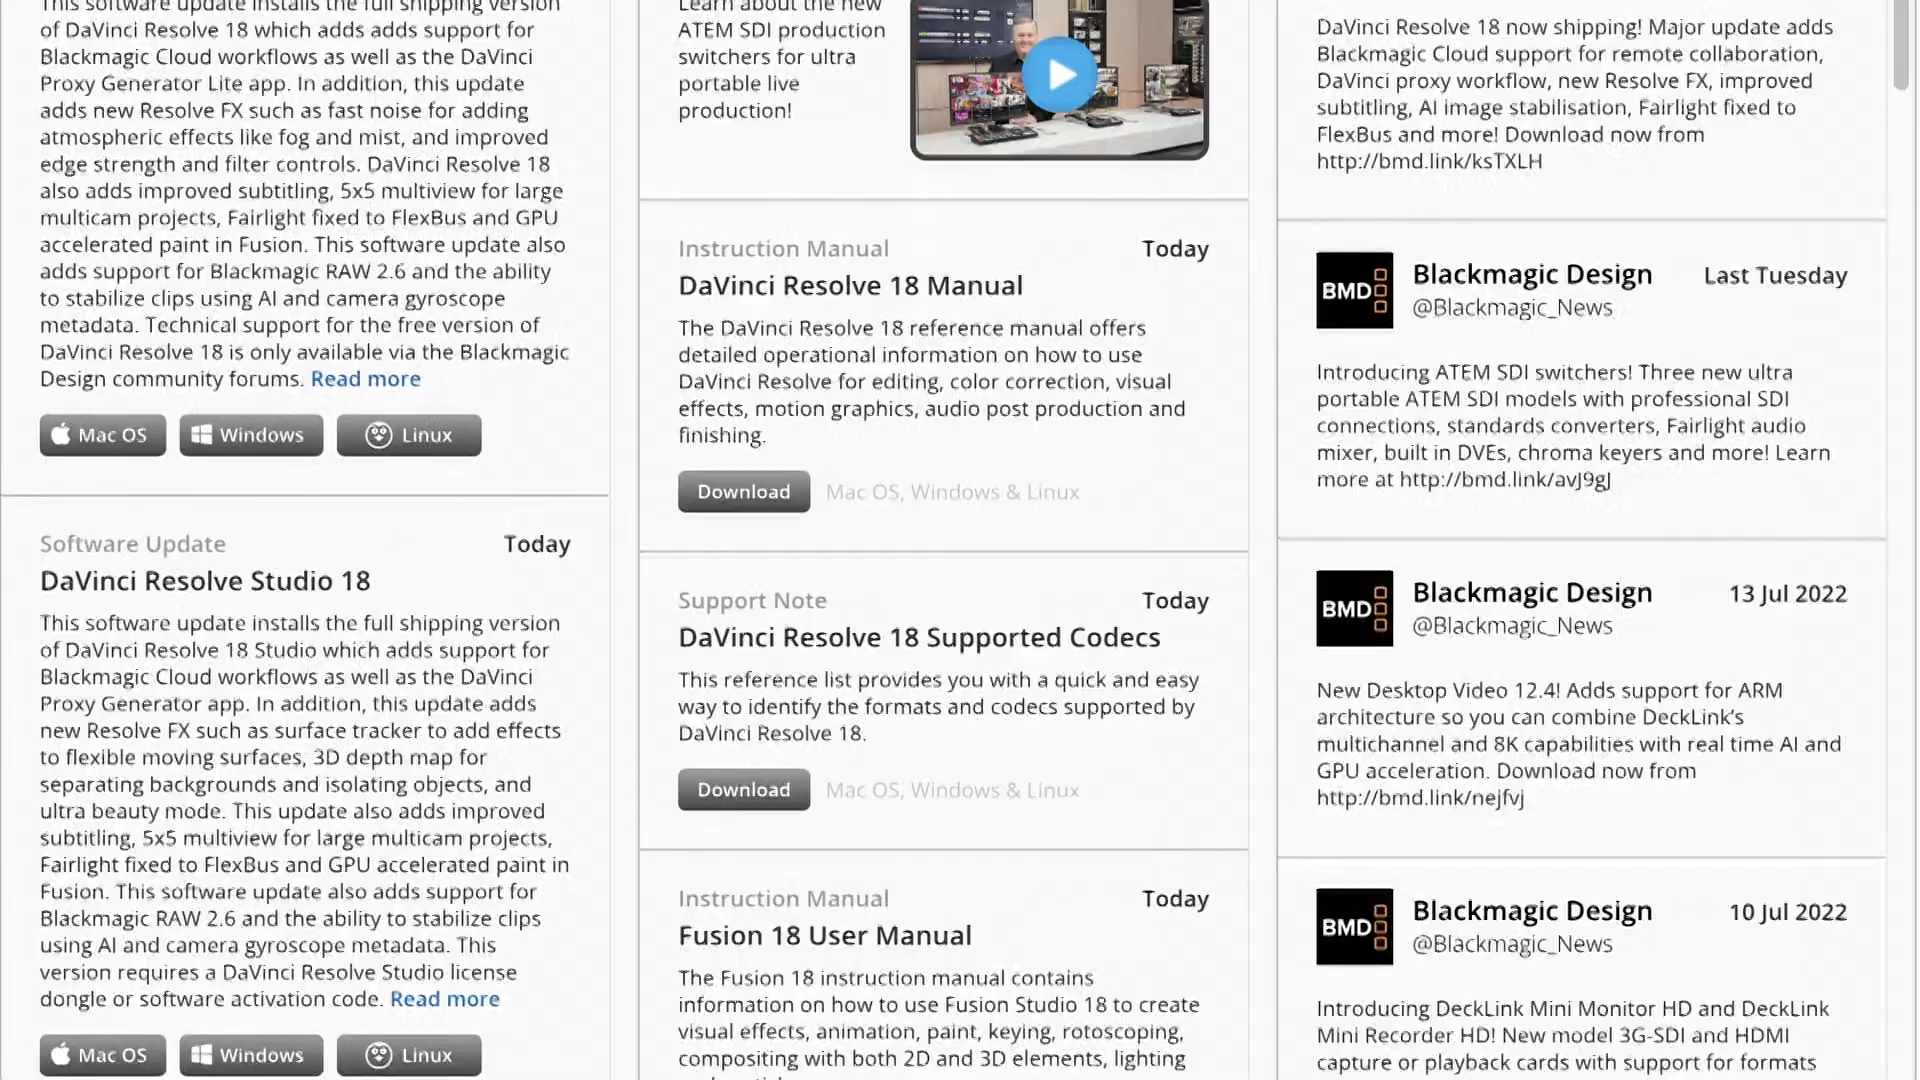 This software update installs the full shipping version
of DaVinci Resolve 18 which adds adds support for
Blackmagic Cloud workflows as well as the DaVinci
Proxy Generator Lite app. In addition, this update
adds new Resolve FX such as fast noise for adding
atmospheric effects like fog and mist, and improved
edge strength and filter controls. DaVinci Resolve 18
also adds improved subtitling, 5x5 multiview for large
multicam projects, Fairlight fixed to FlexBus and GPU
accelerated paint in Fusion. This software update also
adds support for Blackmagic RAW 2.6 and the ability
to stabilize clips using AI and camera gyroscope
metadata. Technical support for the free version of
DaVinci Resolve 18 is only available via the Blackmagic
Design community forums. Read more
Mac OS
Windows
Linux
Software Update
Today
DaVinci Resolve Studio 18
This software update installs the full shipping version
of DaVinci Resolve 18 Studio which adds support for
Blackmagic Cloud workflows as well as the DaVinci
Proxy Generator app. In addition, this update adds
new Resolve FX such as surface tracker to add effects
to flexible moving surfaces, 3D depth map for
separating backgrounds and isolating objects, and
ultra beauty mode. This update also adds improved
subtitling, 5x5 multiview for large multicam projects,
Fairlight fixed to FlexBus and GPU accelerated paint in
Fusion. This software update also adds support for
Blackmagic RAW 2.6 and the ability to stabilize clips
using AI and camera gyroscope metadata. This
version requires a DaVinci Resolve Studio license
dongle or software activation code. Read more
Mac OS
Windows
Linux
Learn about the new
ATEM SDI production
switchers for ultra
portable live
production!
Instruction Manual
Today
DaVinci Resolve 18 Manual
The DaVinci Resolve 18 reference manual offers
detailed operational information on how to use
DaVinci Resolve for editing, color correction, visual
effects, motion graphics, audio post production and
finishing.
Download
Mac OS, Windows & Linux
Support Note
Today
DaVinci Resolve 18 Supported Codecs
This reference list provides you with a quick and easy
way to identify the formats and codecs supported by
DaVinci Resolve 18.
Download
Mac OS, Windows & Linux
Instruction Manual
Today
Fusion 18 User Manual
The Fusion 18 instruction manual contains
information on how to use Fusion Studio 18 to create
visual effects, animation, paint, keying, rotoscoping,
compositing with both 2D and 3D elements, lighting
DaVinci Resolve 18 now shipping! Major update adds
Blackmagic Cloud support for remote collaboration,
DaVinci proxy workflow, new Resolve FX, improved
subtitling, AI image stabilisation, Fairlight fixed to
FlexBus and more! Download now from
http://bmd.link/ksTXLH
BMD
Blackmagic Design
Last Tuesday
@Blackmagic_News
Introducing ATEM SDI switchers! Three new ultra
portable ATEM SDI models with professional SDI
connections, standards converters, Fairlight audio
mixer, built in DVEs, chroma keyers and more! Learn
more at http://bmd.link/avJ9gJ
BMD
Blackmagic Design
13 Jul 2022
@Blackmagic_News
New Desktop Video 12.4! Adds support for ARM
architecture so you can combine DeckLink’s
multichannel and 8K capabilities with real time AI and
GPU acceleration. Download now from
http://bmd.link/nejfvj
BMD
Blackmagic Design
10 Jul 2022
@Blackmagic_News
Introducing DeckLink Mini Monitor HD and DeckLink
Mini Recorder HD! New model 3G-SDI and HDMI
capture or playback cards with support for formats